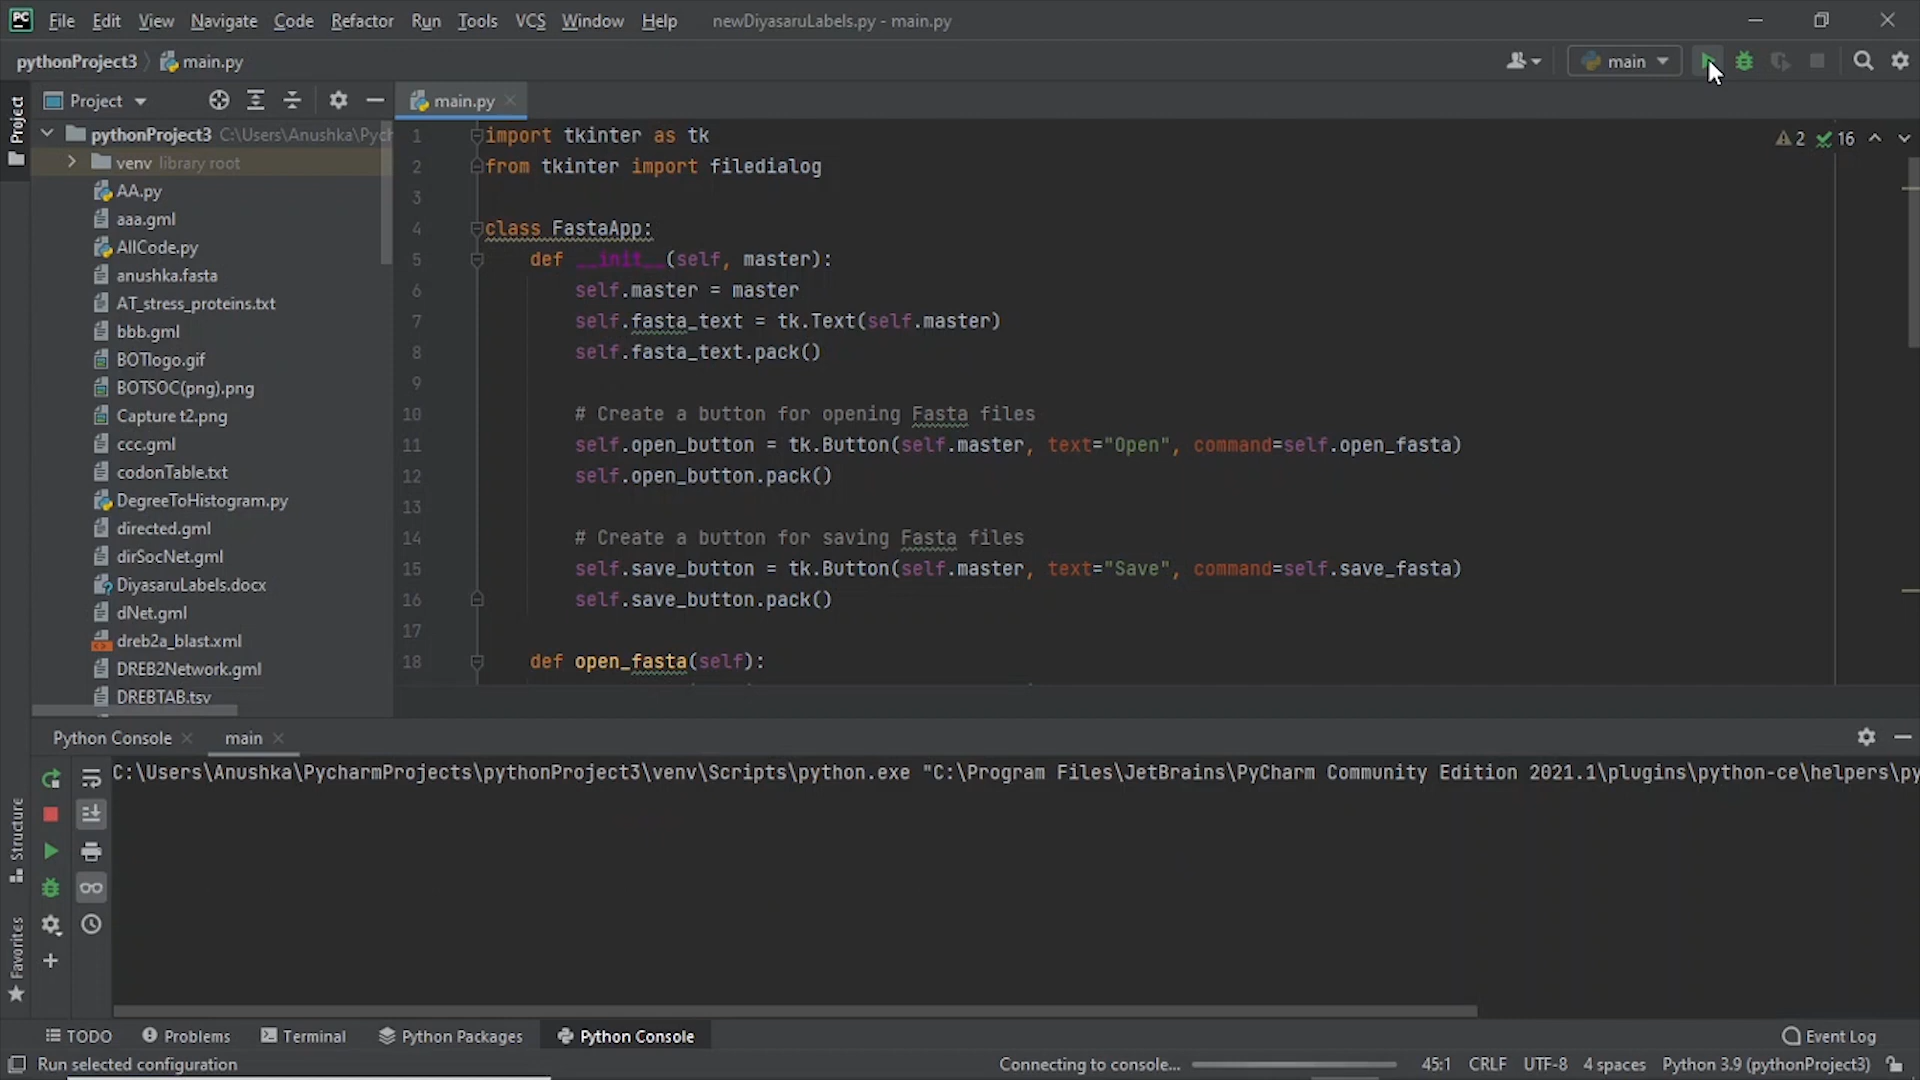 PC File Edit View Navigate Code Refactor Run Tools VCS Window Help newDiyasaruLabels.py - main.py
pythonProject3 main.py main
Project main.py
pythonProject3 C:\Users\Anushka\Pych
venv library root
AA.py
aaa.gml
AllCode.py
anushka.fasta
AT_stress_proteins.txt
bbb.gml
BOTlogo.gif
BOTSOC(png).png
Capture t2.png
ccc.gml
codonTable.txt
DegreeToHistogram.py
directed.gml
dirSocNet.gml
DiyasaruLabels.docx
dNet.gml
dreb2a_blast.xml
DREB2Network.gml
DREBTAB.tsv
Project
Structure
Favorites
2 16
1 import tkinter as tk
2 from tkinter import filedialog
3
4 class FastaApp:
5 def __init__(self, master):
6 self.master = master
7 self.fasta_text = tk.Text(self.master)
8 self.fasta_text.pack()
9
10 # Create a button for opening Fasta files
11 self.open_button = tk.Button(self.master, text="Open", command=self.open_fasta)
12 self.open_button.pack()
13
14 # Create a button for saving Fasta files
15 self.save_button = tk.Button(self.master, text="Save", command=self.save_fasta)
16 self.save_button.pack()
17
18 def open_fasta(self):
Python Console main
C:\Users\Anushka\PycharmProjects\pythonProject3\venv\Scripts\python.exe "C:\Program Files\JetBrains\PyCharm Community Edition 2021.1\plugins\python-ce\helpers\py
TODO Problems Terminal Python Packages Python Console Event Log
Run selected configuration Connecting to console... 45:1 CRLF UTF-8 4 spaces Python 3.9 (pythonProject3)